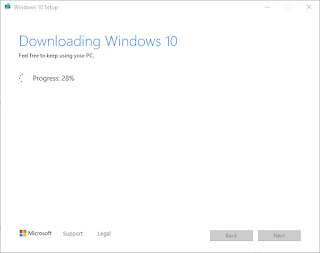 Windows 10 Setup
Downloading Windows 10
Feel free to keep using your PC.
Progress: 28%
Microsoft Support Legal
Back Next